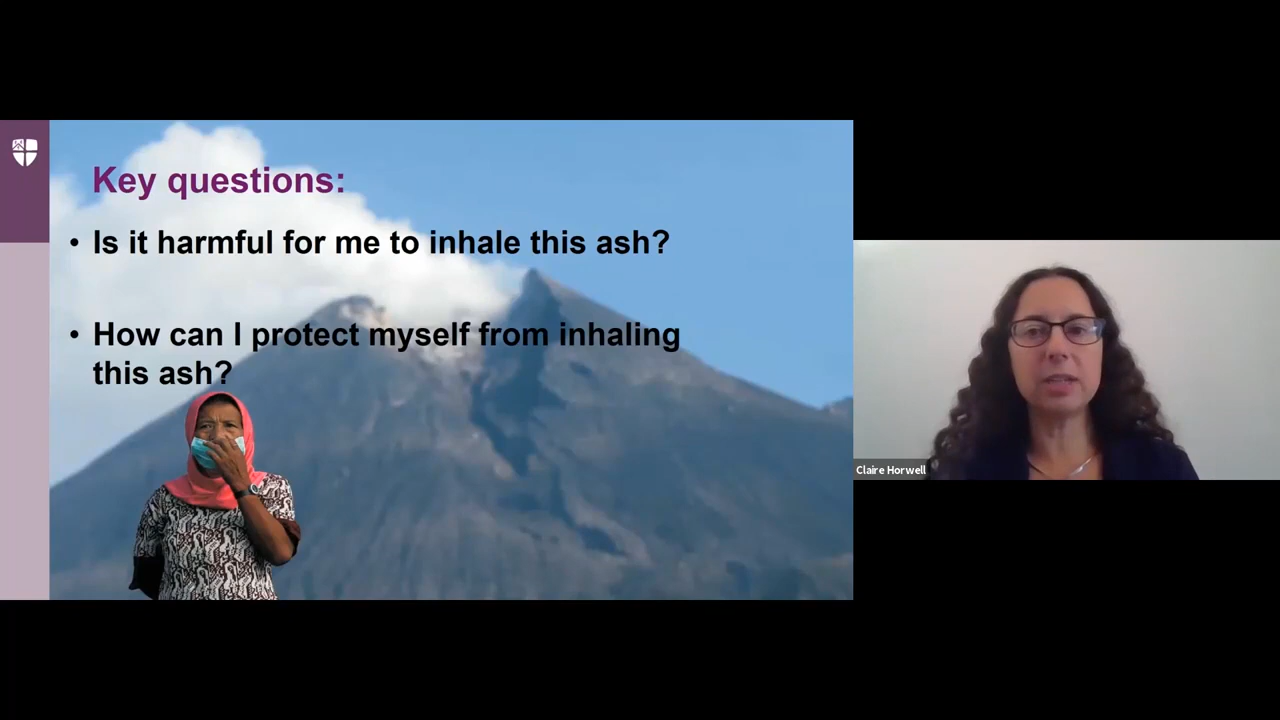 Key questions:
• Is it harmful for me to inhale this ash?
• How can I protect myself from inhaling
this ash?
Claire Horwell